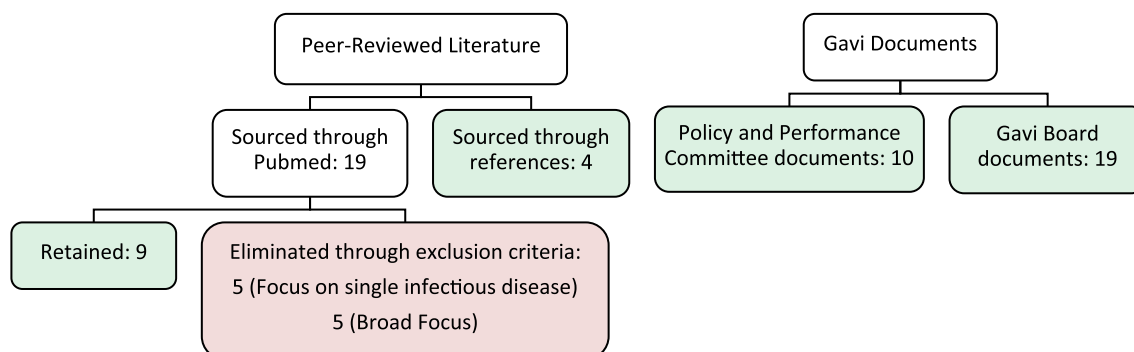 Peer-Reviewed Literature
Gavi Documents
Sourced through
Pubmed: 19
Sourced through
references: 4
Policy and Performance
Committee documents: 10
Gavi Board
documents: 19
Retained: 9
Eliminated through exclusion criteria:
5 (Focus on single infectious disease)
5 (Broad Focus)